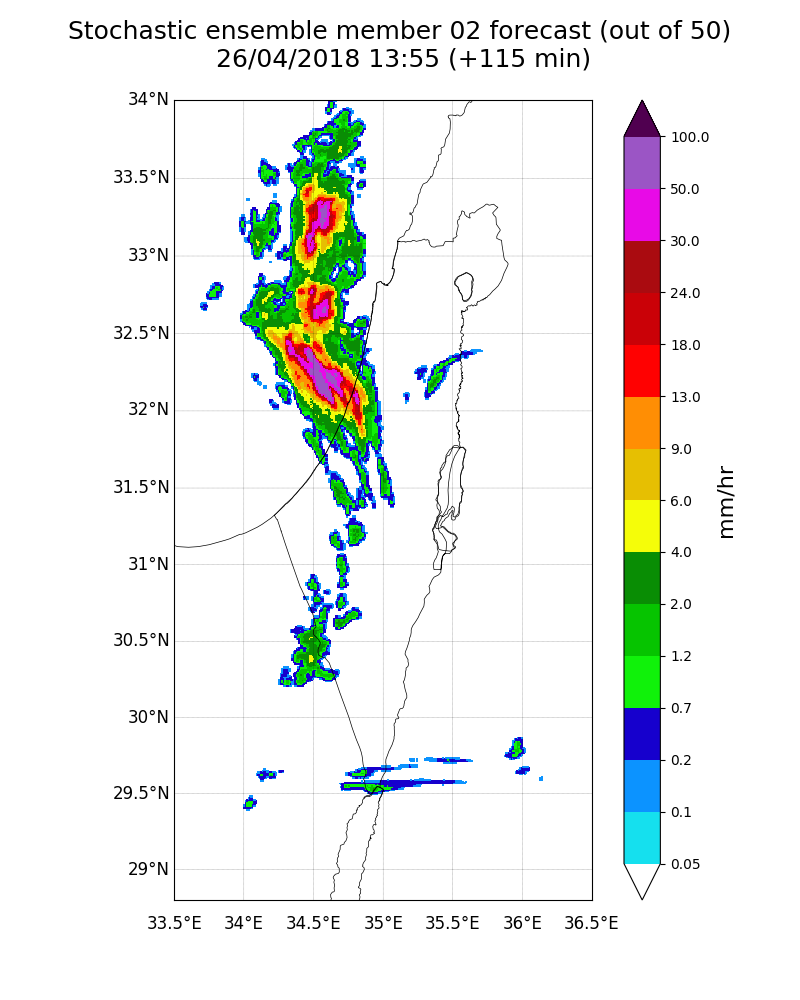 Stochastic ensemble member 02 forecast (out of 50)
26/04/2018 13:55 (+115 min)
34°N
33.5°N
33°N
32.5°N
32°N
31.5°N
31°N
30.5°N
30°N
29.5°N
29°N
33.5°E 34°E 34.5°E 35°E 35.5°E 36°E 36.5°E
100.0
50.0
30.0
24.0
18.0
13.0
9.0
6.0
4.0
2.0
1.2
0.7
0.2
0.1
0.05
mm/hr